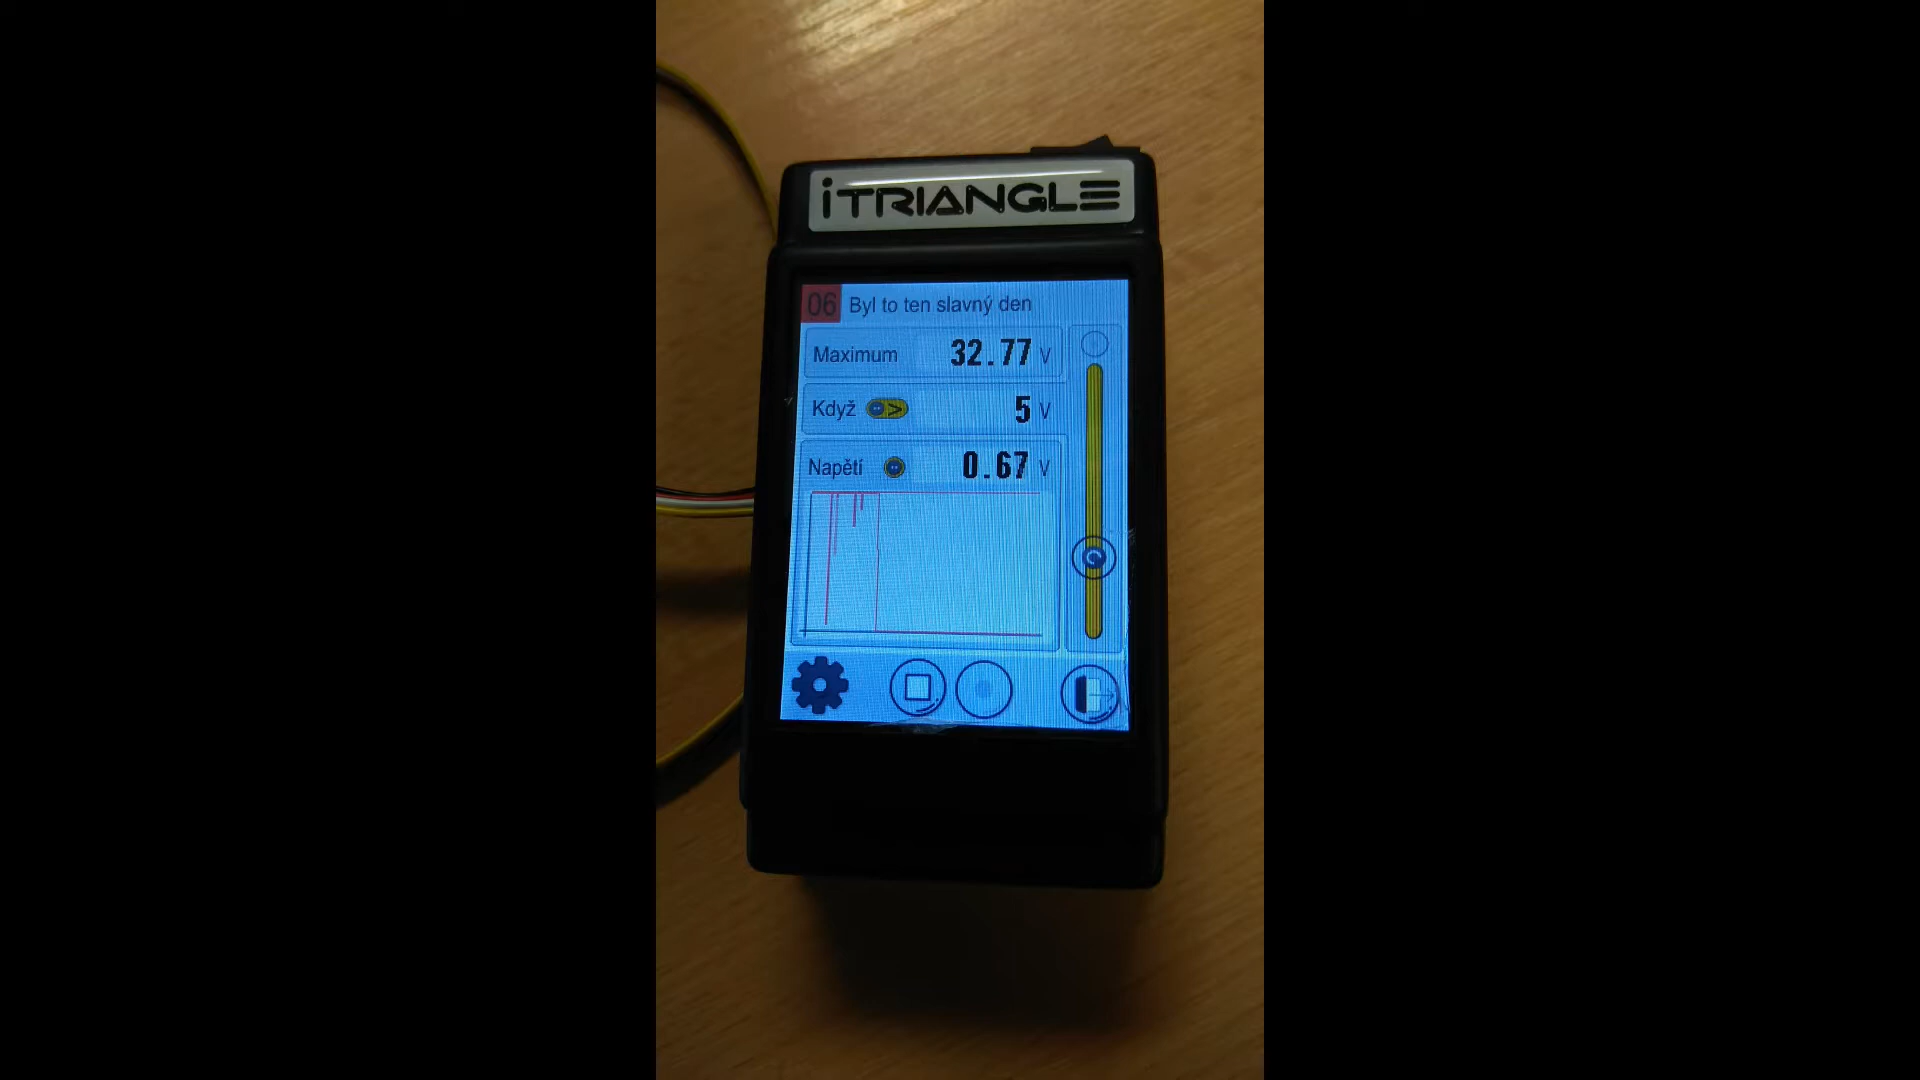 iTRIANGLE
06 Byl to ten slavný den
Maximum 32.77 V
Když > 5 V
Napětí 0.67 V